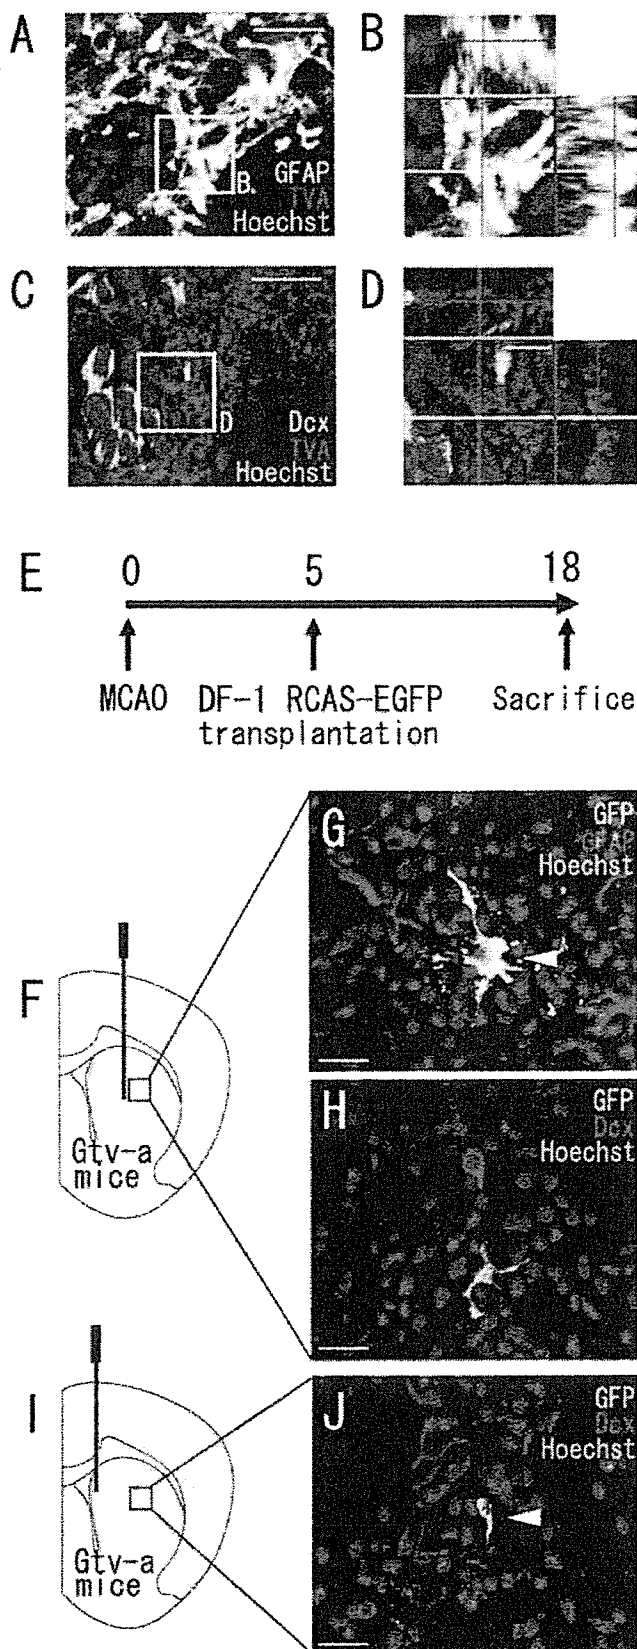 A
GFAP
TVA
Hoechst
B
B
C
Dcx
TVA
Hoechst
D
D
E
0 5 18
MCAO DF-1 RCAS-EGFP Sacrifice
transplantation
F
Gtv-a
mice
G
GFP
GFAP
Hoechst
H
GFP
Dcx
Hoechst
I
Gtv-a
mice
J
GFP
Dcx
Hoechst